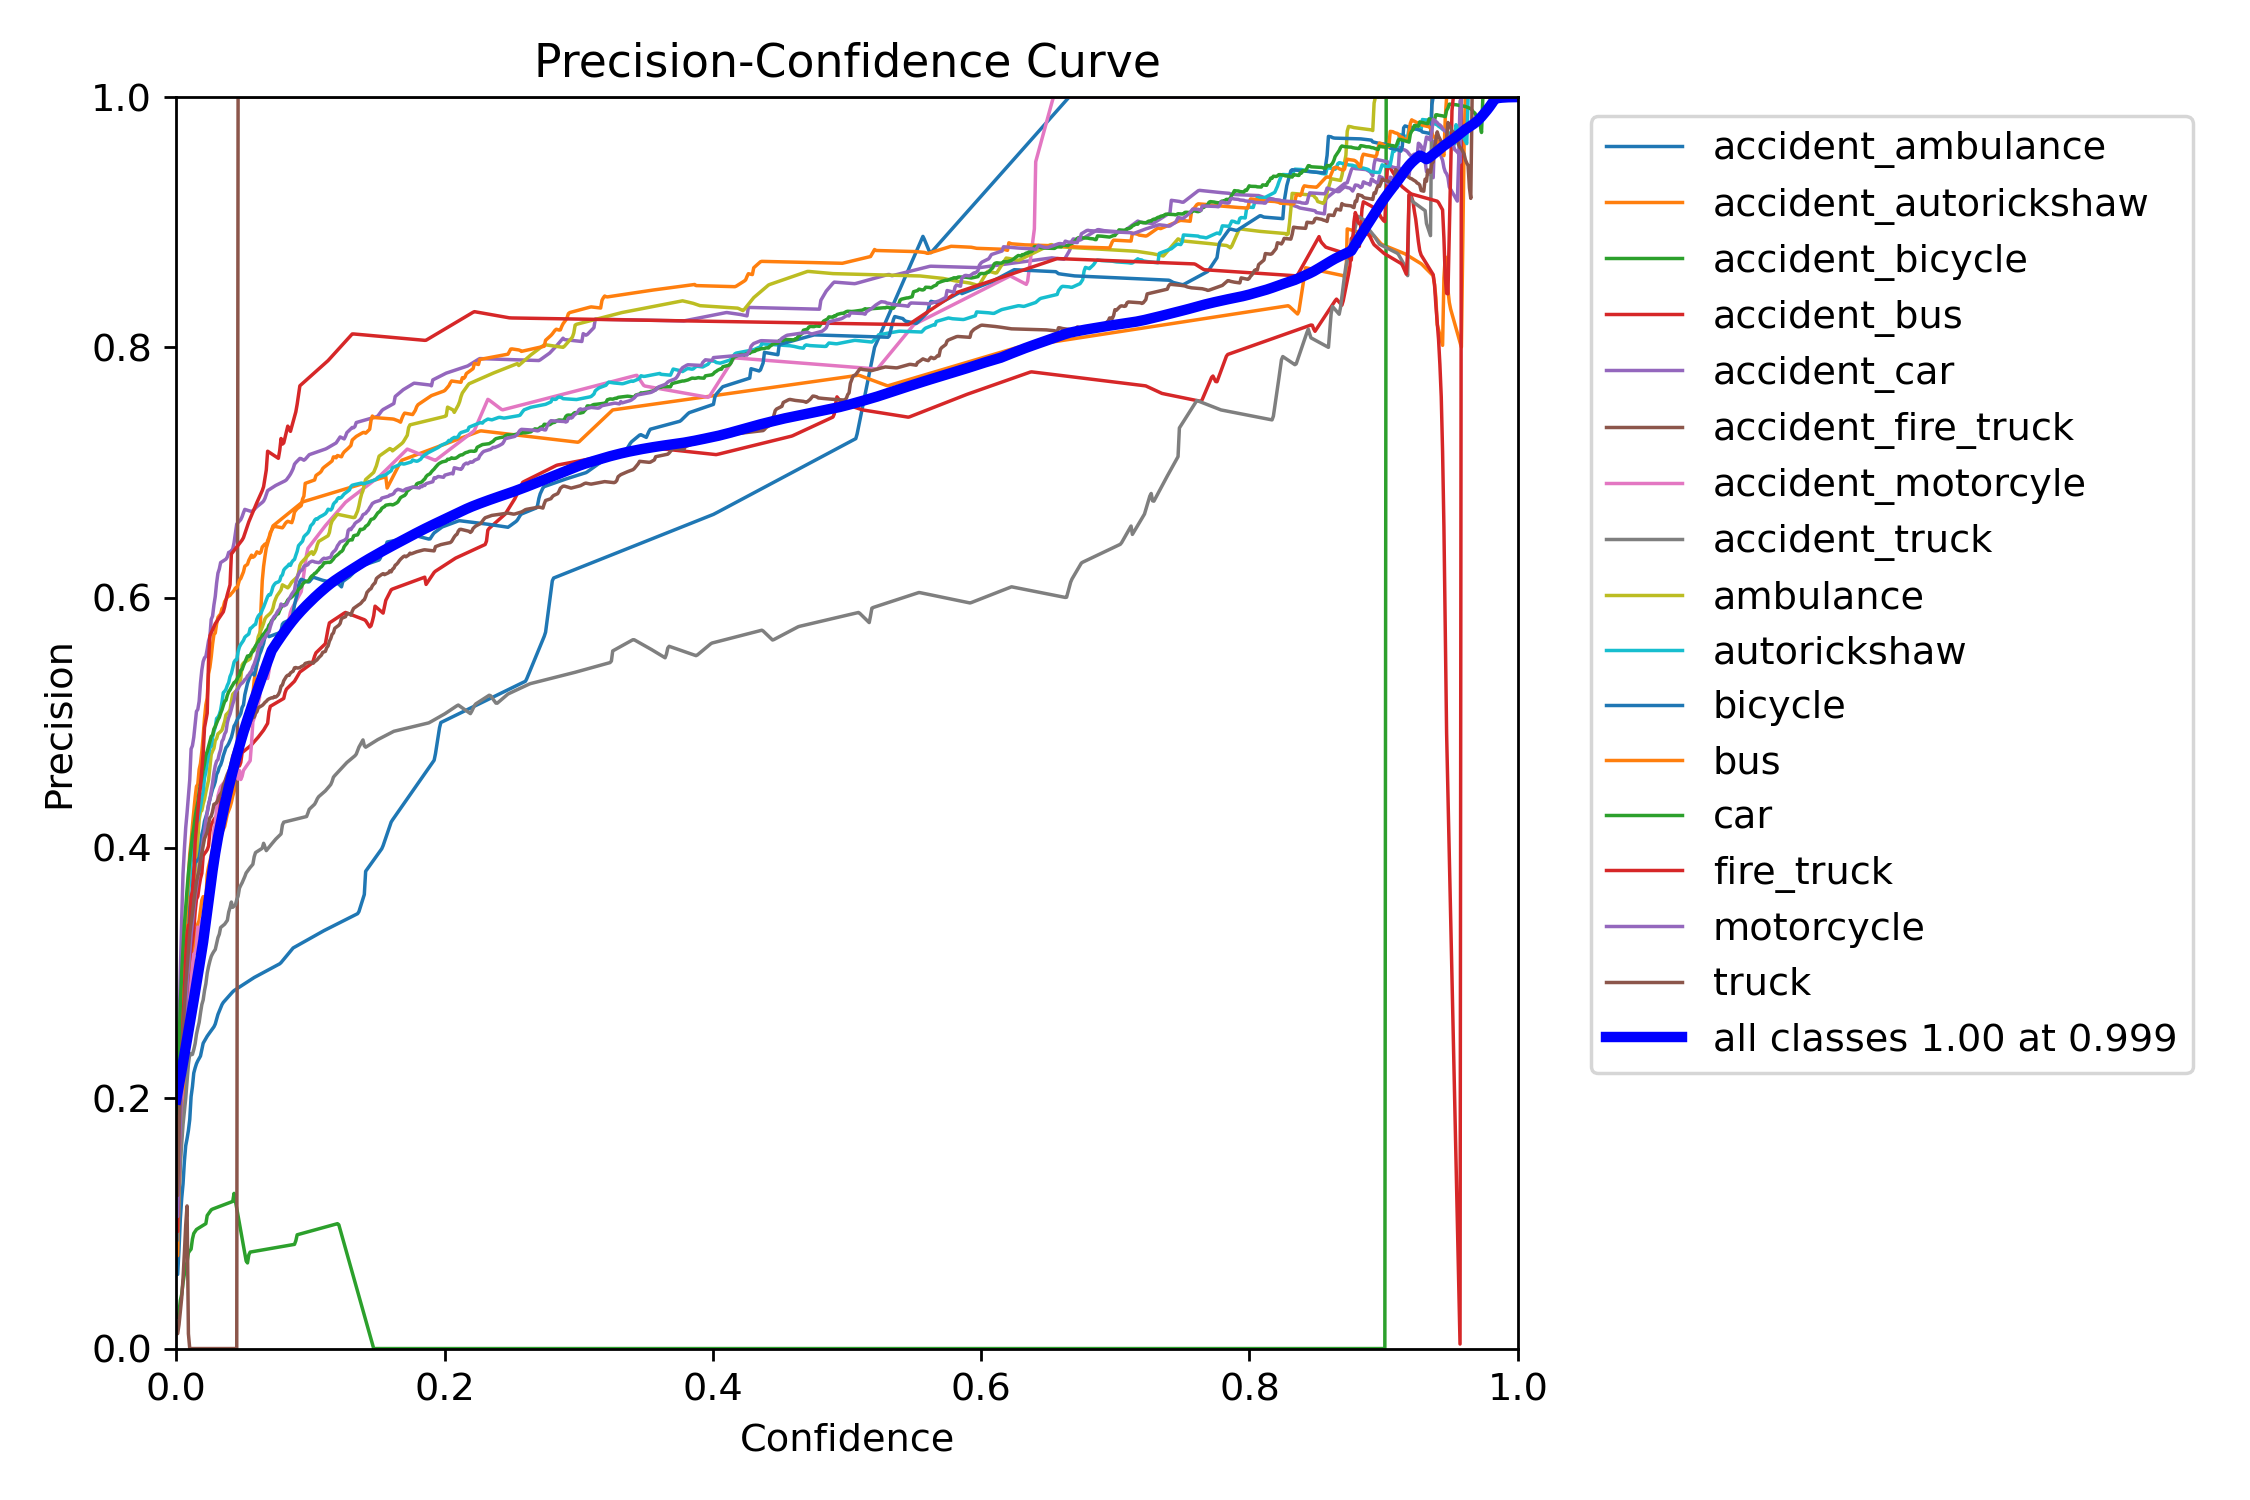 Precision-Confidence Curve
1.0
0.8
0.6
0.4
0.2
0.0
Precision
0.0 0.2 0.4 0.6 0.8 1.0
Confidence
accident_ambulance
accident_autorickshaw
accident_bicycle
accident_bus
accident_car
accident_fire_truck
accident_motorcyle
accident_truck
ambulance
autorickshaw
bicycle
bus
car
fire_truck
motorcycle
truck
all classes 1.00 at 0.999